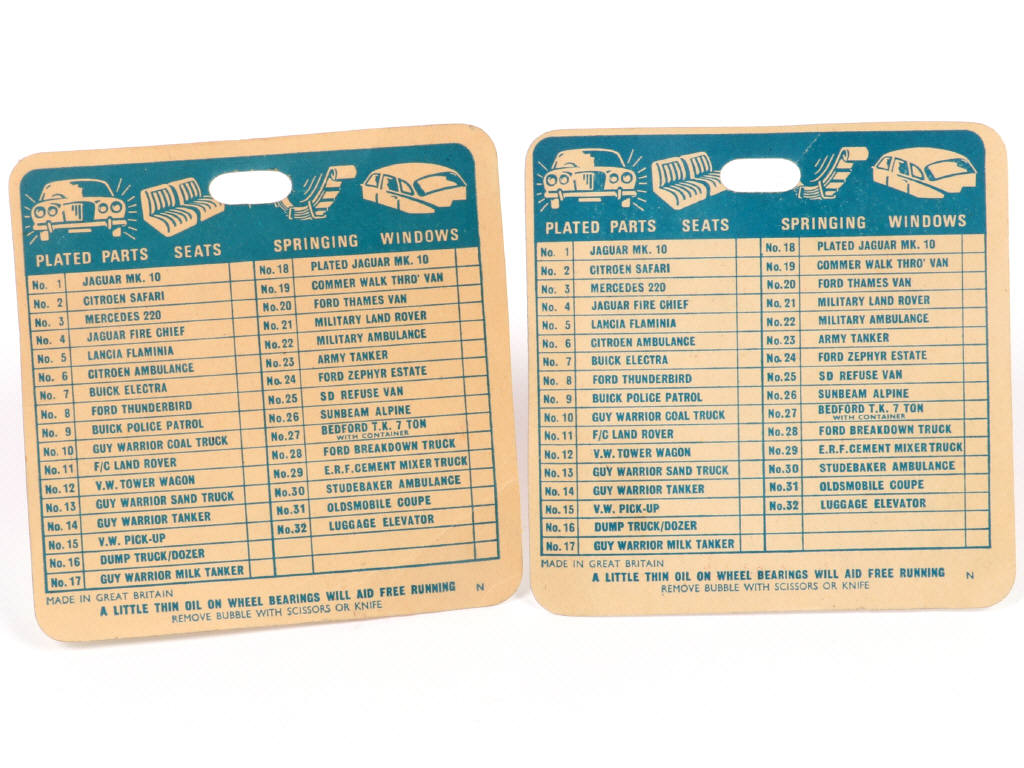 PLATED PARTS SEATS SPRINGING WINDOWS
No. 1 JAGUAR MK. 10
No. 2 CITROEN SAFARI
No. 3 MERCEDES 220
No. 4 JAGUAR FIRE CHIEF
No. 5 LANCIA FLAMINIA
No. 6 CITROEN AMBULANCE
No. 7 BUICK ELECTRA
No. 8 FORD THUNDERBIRD
No. 9 BUICK POLICE PATROL
No. 10 GUY WARRIOR COAL TRUCK
No. 11 F/C LAND ROVER
No. 12 V.W. TOWER WAGON
No. 13 GUY WARRIOR SAND TRUCK
No. 14 GUY WARRIOR TANKER
No. 15 V.W. PICK-UP
No. 16 DUMP TRUCK/DOZER
No. 17 GUY WARRIOR MILK TANKER
No. 18 PLATED JAGUAR MK. 10
No. 19 COMMER WALK THRO' VAN
No. 20 FORD THAMES VAN
No. 21 MILITARY LAND ROVER
No. 22 MILITARY AMBULANCE
No. 23 ARMY TANKER
No. 24 FORD ZEPHYR ESTATE
No. 25 SD REFUSE VAN
No. 26 SUNBEAM ALPINE
No. 27 BEDFORD T.K. 7 TON
WITH CONTAINER
No. 28 FORD BREAKDOWN TRUCK
No. 29 E.R.F. CEMENT MIXER TRUCK
No. 30 STUDEBAKER AMBULANCE
No. 31 OLDSMOBILE COUPE
No. 32 LUGGAGE ELEVATOR
MADE IN GREAT BRITAIN
A LITTLE THIN OIL ON WHEEL BEARINGS WILL AID FREE RUNNING N
REMOVE BUBBLE WITH SCISSORS OR KNIFE
PLATED PARTS SEATS SPRINGING WINDOWS
No. 1 JAGUAR MK. 10
No. 2 CITROEN SAFARI
No. 3 MERCEDES 220
No. 4 JAGUAR FIRE CHIEF
No. 5 LANCIA FLAMINIA
No. 6 CITROEN AMBULANCE
No. 7 BUICK ELECTRA
No. 8 FORD THUNDERBIRD
No. 9 BUICK POLICE PATROL
No. 10 GUY WARRIOR COAL TRUCK
No. 11 F/C LAND ROVER
No. 12 V.W. TOWER WAGON
No. 13 GUY WARRIOR SAND TRUCK
No. 14 GUY WARRIOR TANKER
No. 15 V.W. PICK-UP
No. 16 DUMP TRUCK/DOZER
No. 17 GUY WARRIOR MILK TANKER
No. 18 PLATED JAGUAR MK. 10
No. 19 COMMER WALK THRO' VAN
No. 20 FORD THAMES VAN
No. 21 MILITARY LAND ROVER
No. 22 MILITARY AMBULANCE
No. 23 ARMY TANKER
No. 24 FORD ZEPHYR ESTATE
No. 25 SD REFUSE VAN
No. 26 SUNBEAM ALPINE
No. 27 BEDFORD T.K. 7 TON
WITH CONTAINER
No. 28 FORD BREAKDOWN TRUCK
No. 29 E.R.F. CEMENT MIXER TRUCK
No. 30 STUDEBAKER AMBULANCE
No. 31 OLDSMOBILE COUPE
No. 32 LUGGAGE ELEVATOR
MADE IN GREAT BRITAIN
A LITTLE THIN OIL ON WHEEL BEARINGS WILL AID FREE RUNNING N
REMOVE BUBBLE WITH SCISSORS OR KNIFE